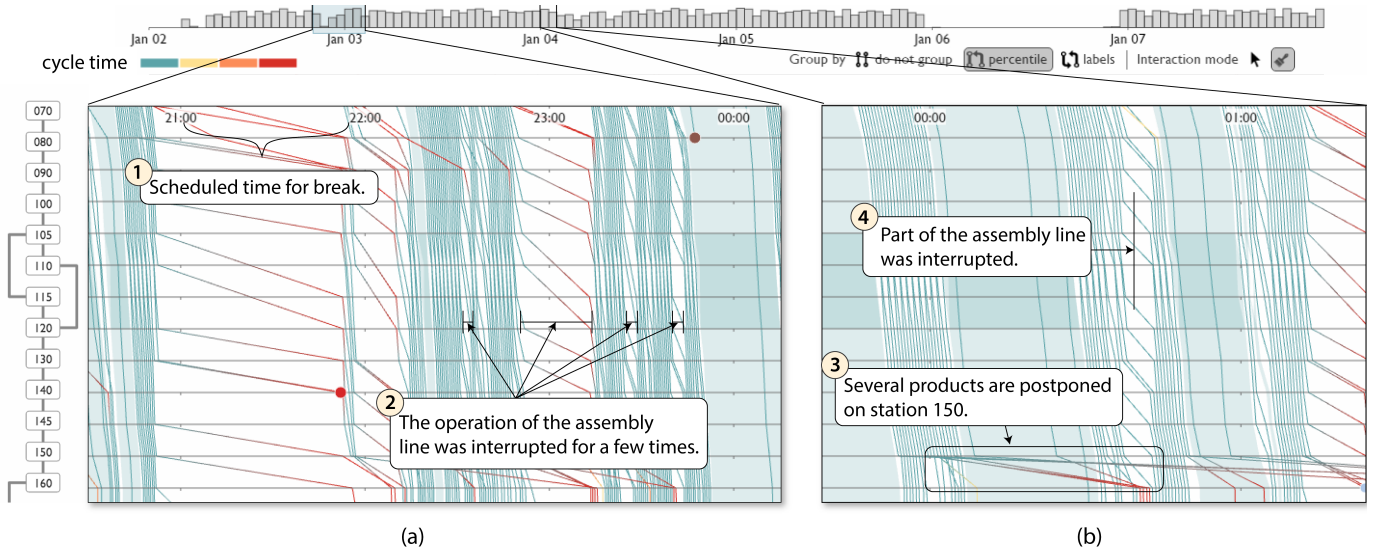 Jan 02 Jan 03 Jan 04 Jan 05 Jan 06 Jan 07
cycle time
Group by do not group percentile labels Interaction mode
070
080
090
100
105
110
115
120
130
140
145
150
160
21:00 22:00 23:00 00:00
1
Scheduled time for break.
2
The operation of the assembly
line was interrupted for a few times.
(a)
00:00 01:00
4
Part of the assembly line
was interrupted.
3
Several products are postponed
on station 150.
(b)